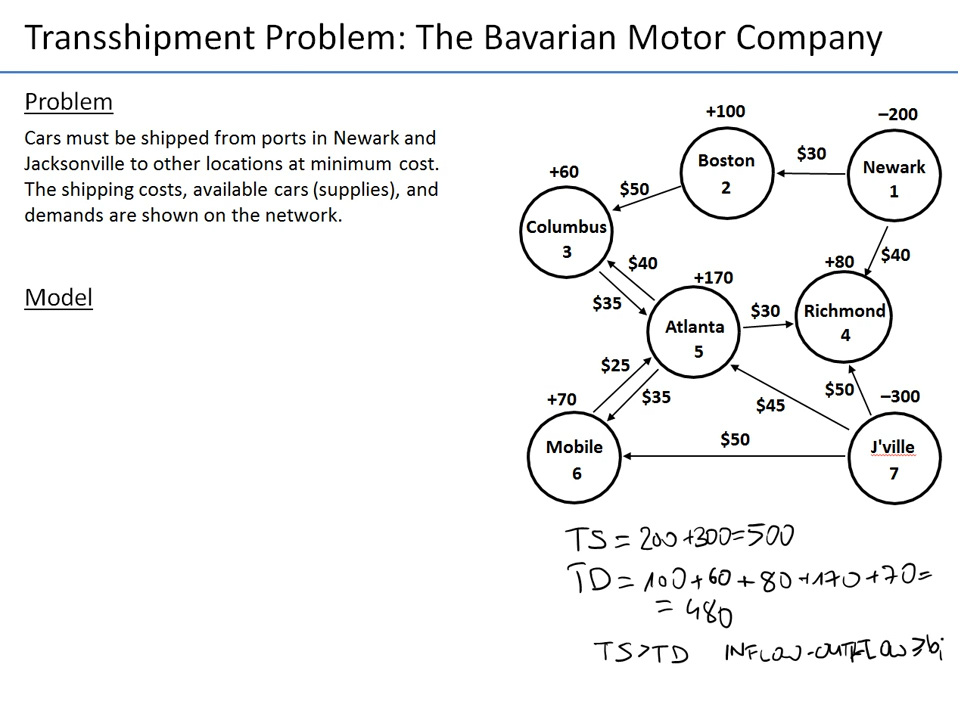 Transshipment Problem: The Bavarian Motor Company
Problem
Cars must be shipped from ports in Newark and
Jacksonville to other locations at minimum cost.
The shipping costs, available cars (supplies), and
demands are shown on the network.
Model
+100
−200
Boston
2
$30
Newark
1
+60
$50
Columbus
3
$40
+80
$40
+170
$35
$30
Richmond
4
Atlanta
5
$25
+70
$35
$50
−300
$45
Mobile
6
$50
J'ville
7
TS = 200+300=500
TD = 100+60+80+170+70=
= 480
TS>TD INFLOW-OUTFLOW≥bi